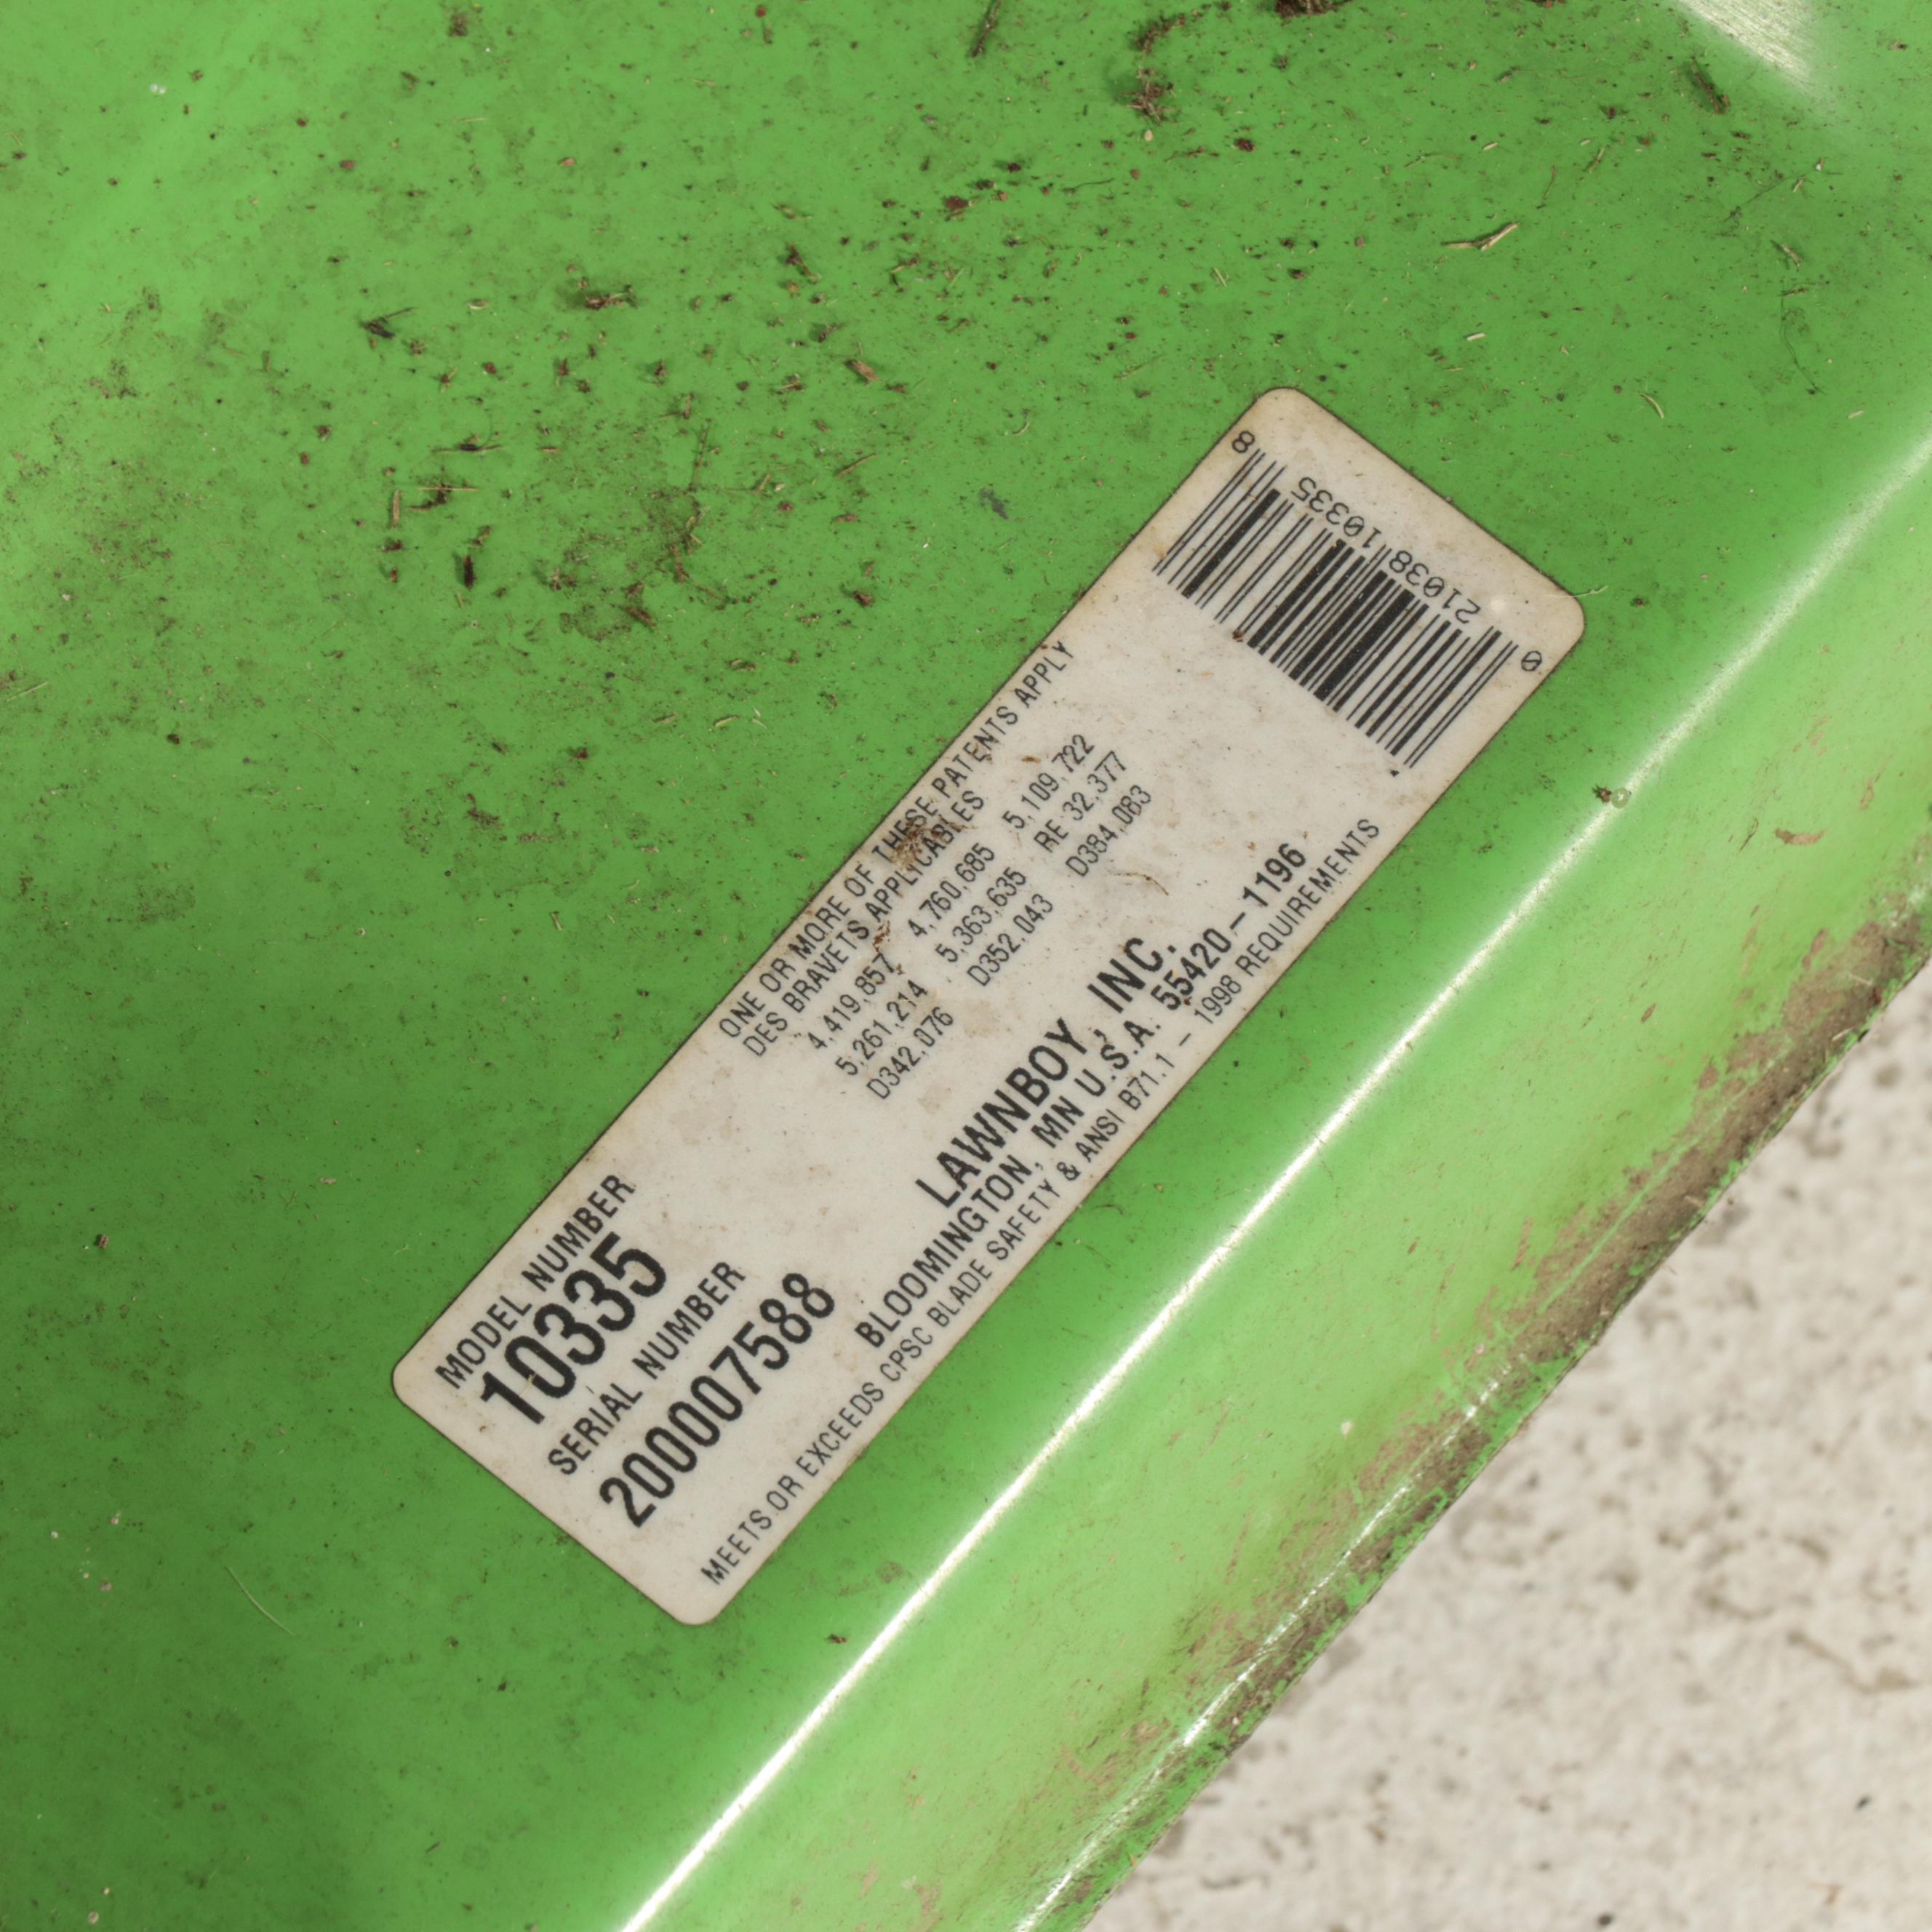 MODEL NUMBER
10335
SERIAL NUMBER
200007588
ONE OR MORE OF THESE PATENTS APPLY
DES BRAVETS APPLICABLES
4,419,857 4,760,685 5,109,722
5,261,214 5,363,635 RE 32,377
D342,076 D352,043 D384,083
LAWNBOY, INC.
BLOOMINGTON, MN U.S.A. 55420-1196
MEETS OR EXCEEDS CPSC BLADE SAFETY & ANSI B71.1 - 1998 REQUIREMENTS
0 21038 10335 8